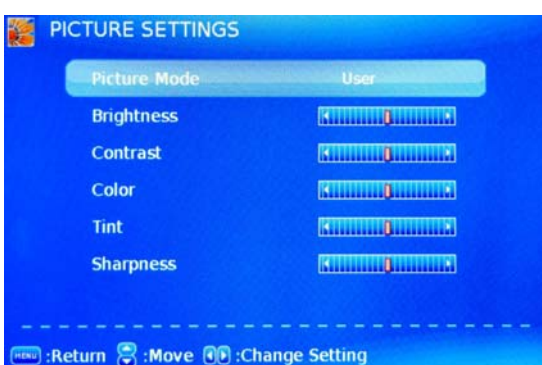 PICTURE SETTINGS
Picture Mode User
Brightness
Contrast
Color
Tint
Sharpness
MENU :Return :Move :Change Setting